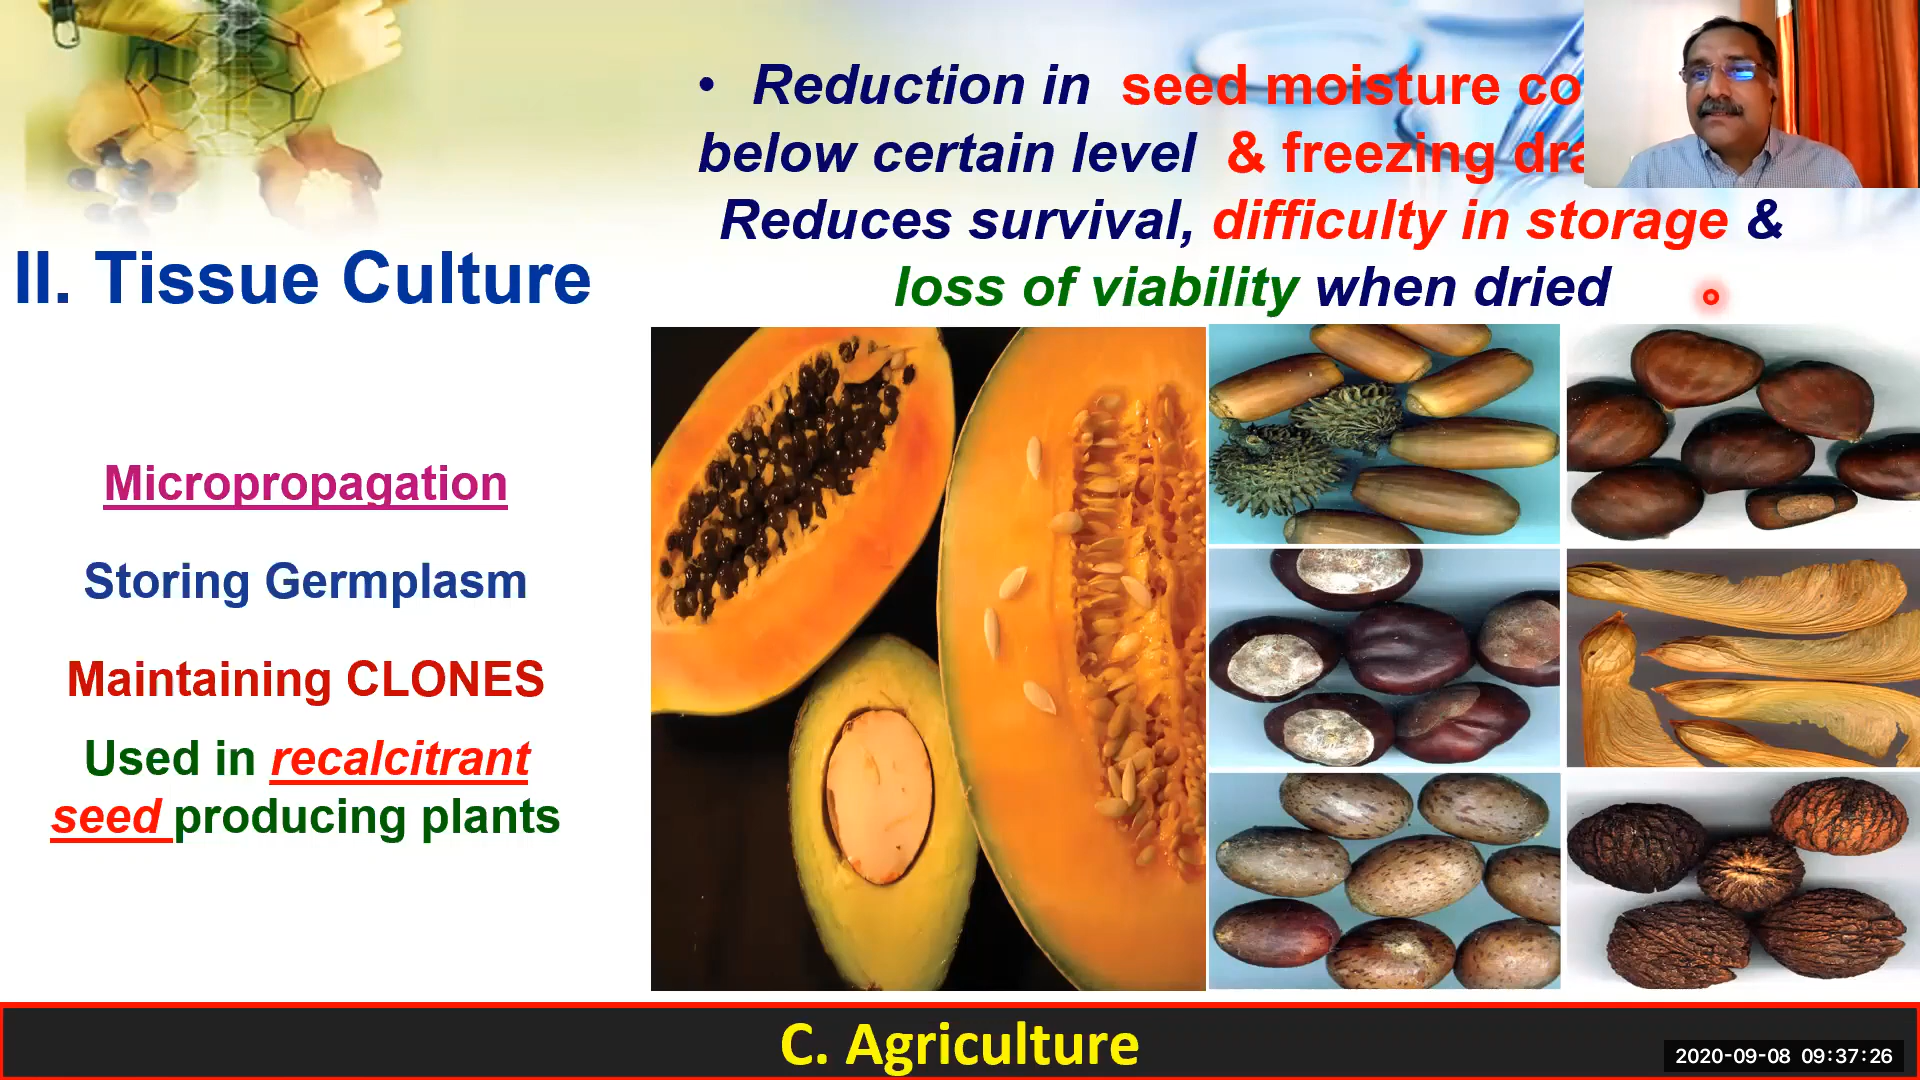 • Reduction in seed moisture
below certain level & freezing
Reduces survival, difficulty in storage &
loss of viability when dried
II. Tissue Culture
Micropropagation
Storing Germplasm
Maintaining CLONES
Used in recalcitrant
seed producing plants
C. Agriculture
2020-09-08 09:37:26